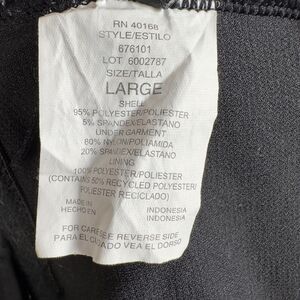 RN 40168
STYLE/ESTILO
676101
LOT 6002787
SIZE/TALLA
LARGE
SHELL
95% POLYESTER/POLIESTER
5% SPANDEX/ELASTANO
UNDER GARMENT
80% NYLON/POLIAMIDA
20% SPANDEX/ELASTANO
LINING
100% POLYESTER/POLIESTER
(CONTAINS 50% RECYCLED POLYESTER/
POLIESTER RECICLADO)
MADE IN INDONESIA
HECHO EN INDONESIA
FOR CARE SEE REVERSE SIDE
PARA EL CUIDADO VEA EL DORSO